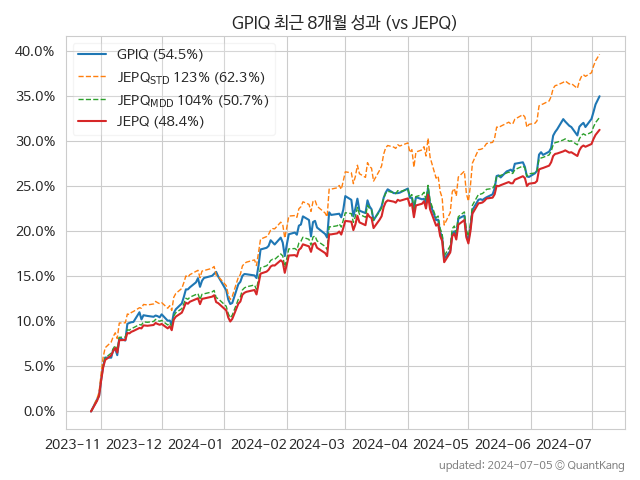 GPIQ 최근 8개월 성과 (vs JEPQ)
GPIQ (54.5%)
JEPQSTD 123% (62.3%)
JEPQMDD 104% (50.7%)
JEPQ (48.4%)
40.0%
35.0%
30.0%
25.0%
20.0%
15.0%
10.0%
5.0%
0.0%
2023-11 2023-12 2024-01 2024-02 2024-03 2024-04 2024-05 2024-06 2024-07
updated: 2024-07-05 © QuantKang